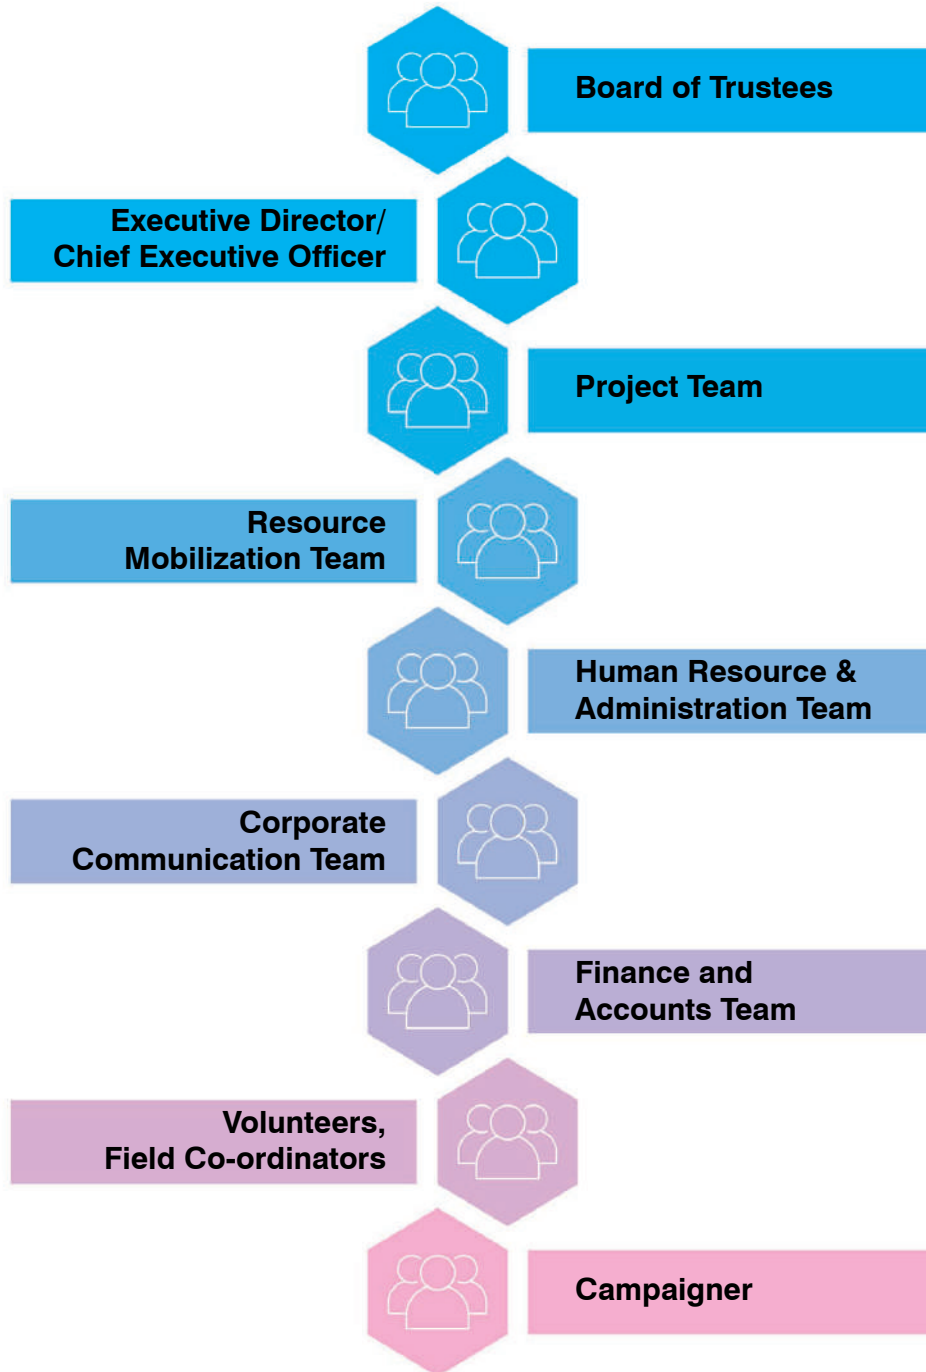 Board of Trustees
Executive Director/
Chief Executive Officer
Project Team
Resource
Mobilization Team
Human Resource &
Administration Team
Corporate
Communication Team
Finance and
Accounts Team
Volunteers,
Field Co-ordinators
Campaigner